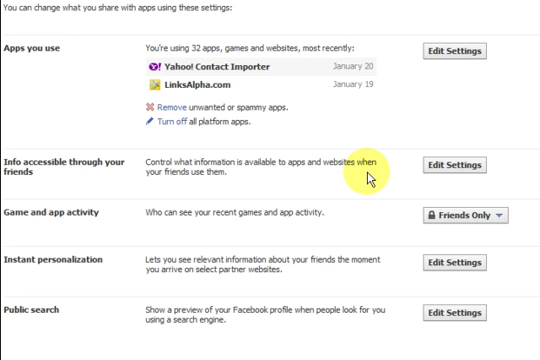 You can change what you share with apps using these settings:
Apps you use
You're using 32 apps, games and websites, most recently:
Edit Settings
Yahoo! Contact Importer January 20
LinksAlpha.com January 19
Remove unwanted or spammy apps.
Turn off all platform apps.
Info accessible through your
friends
Control what information is available to apps and websites when
your friends use them.
Edit Settings
Game and app activity
Who can see your recent games and app activity.
Friends Only
Instant personalization
Lets you see relevant information about your friends the moment
you arrive on select partner websites.
Edit Settings
Public search
Show a preview of your Facebook profile when people look for you
using a search engine.
Edit Settings